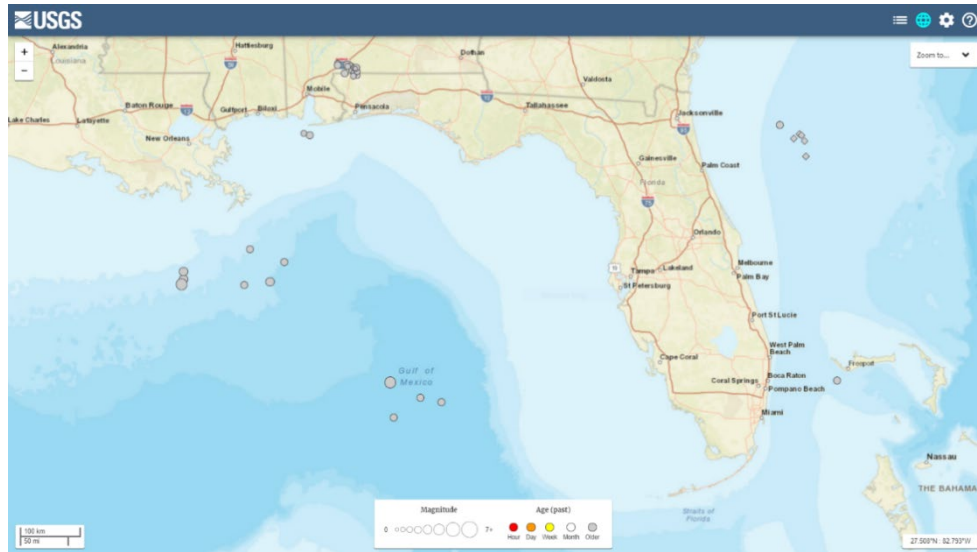 USGS
Zoom to...
+
−
Alexandria
Louisiana
Hattiesburg
Dothan
Valdosta
Mobile
Pensacola
Tallahassee
Jacksonville
Baton Rouge
Gulfport
Biloxi
Lake Charles
Lafayette
New Orleans
Gainesville
Palm Coast
Florida
Orlando
Tampo
Lakeland
St Petersburg
Melbourne
Palm Bay
Port St Lucie
West Palm
Beach
Cape Coral
Coral Springs
Boca Raton
Pompano Beach
Freeport
Miami
Gulf of
Mexico
Nassau
THE BAHAMA
Straits of
Florida
100 km
50 mi
Magnitude
0
7+
Age (past)
Hour Day Week Month Older
27.508°N : 82.793°W